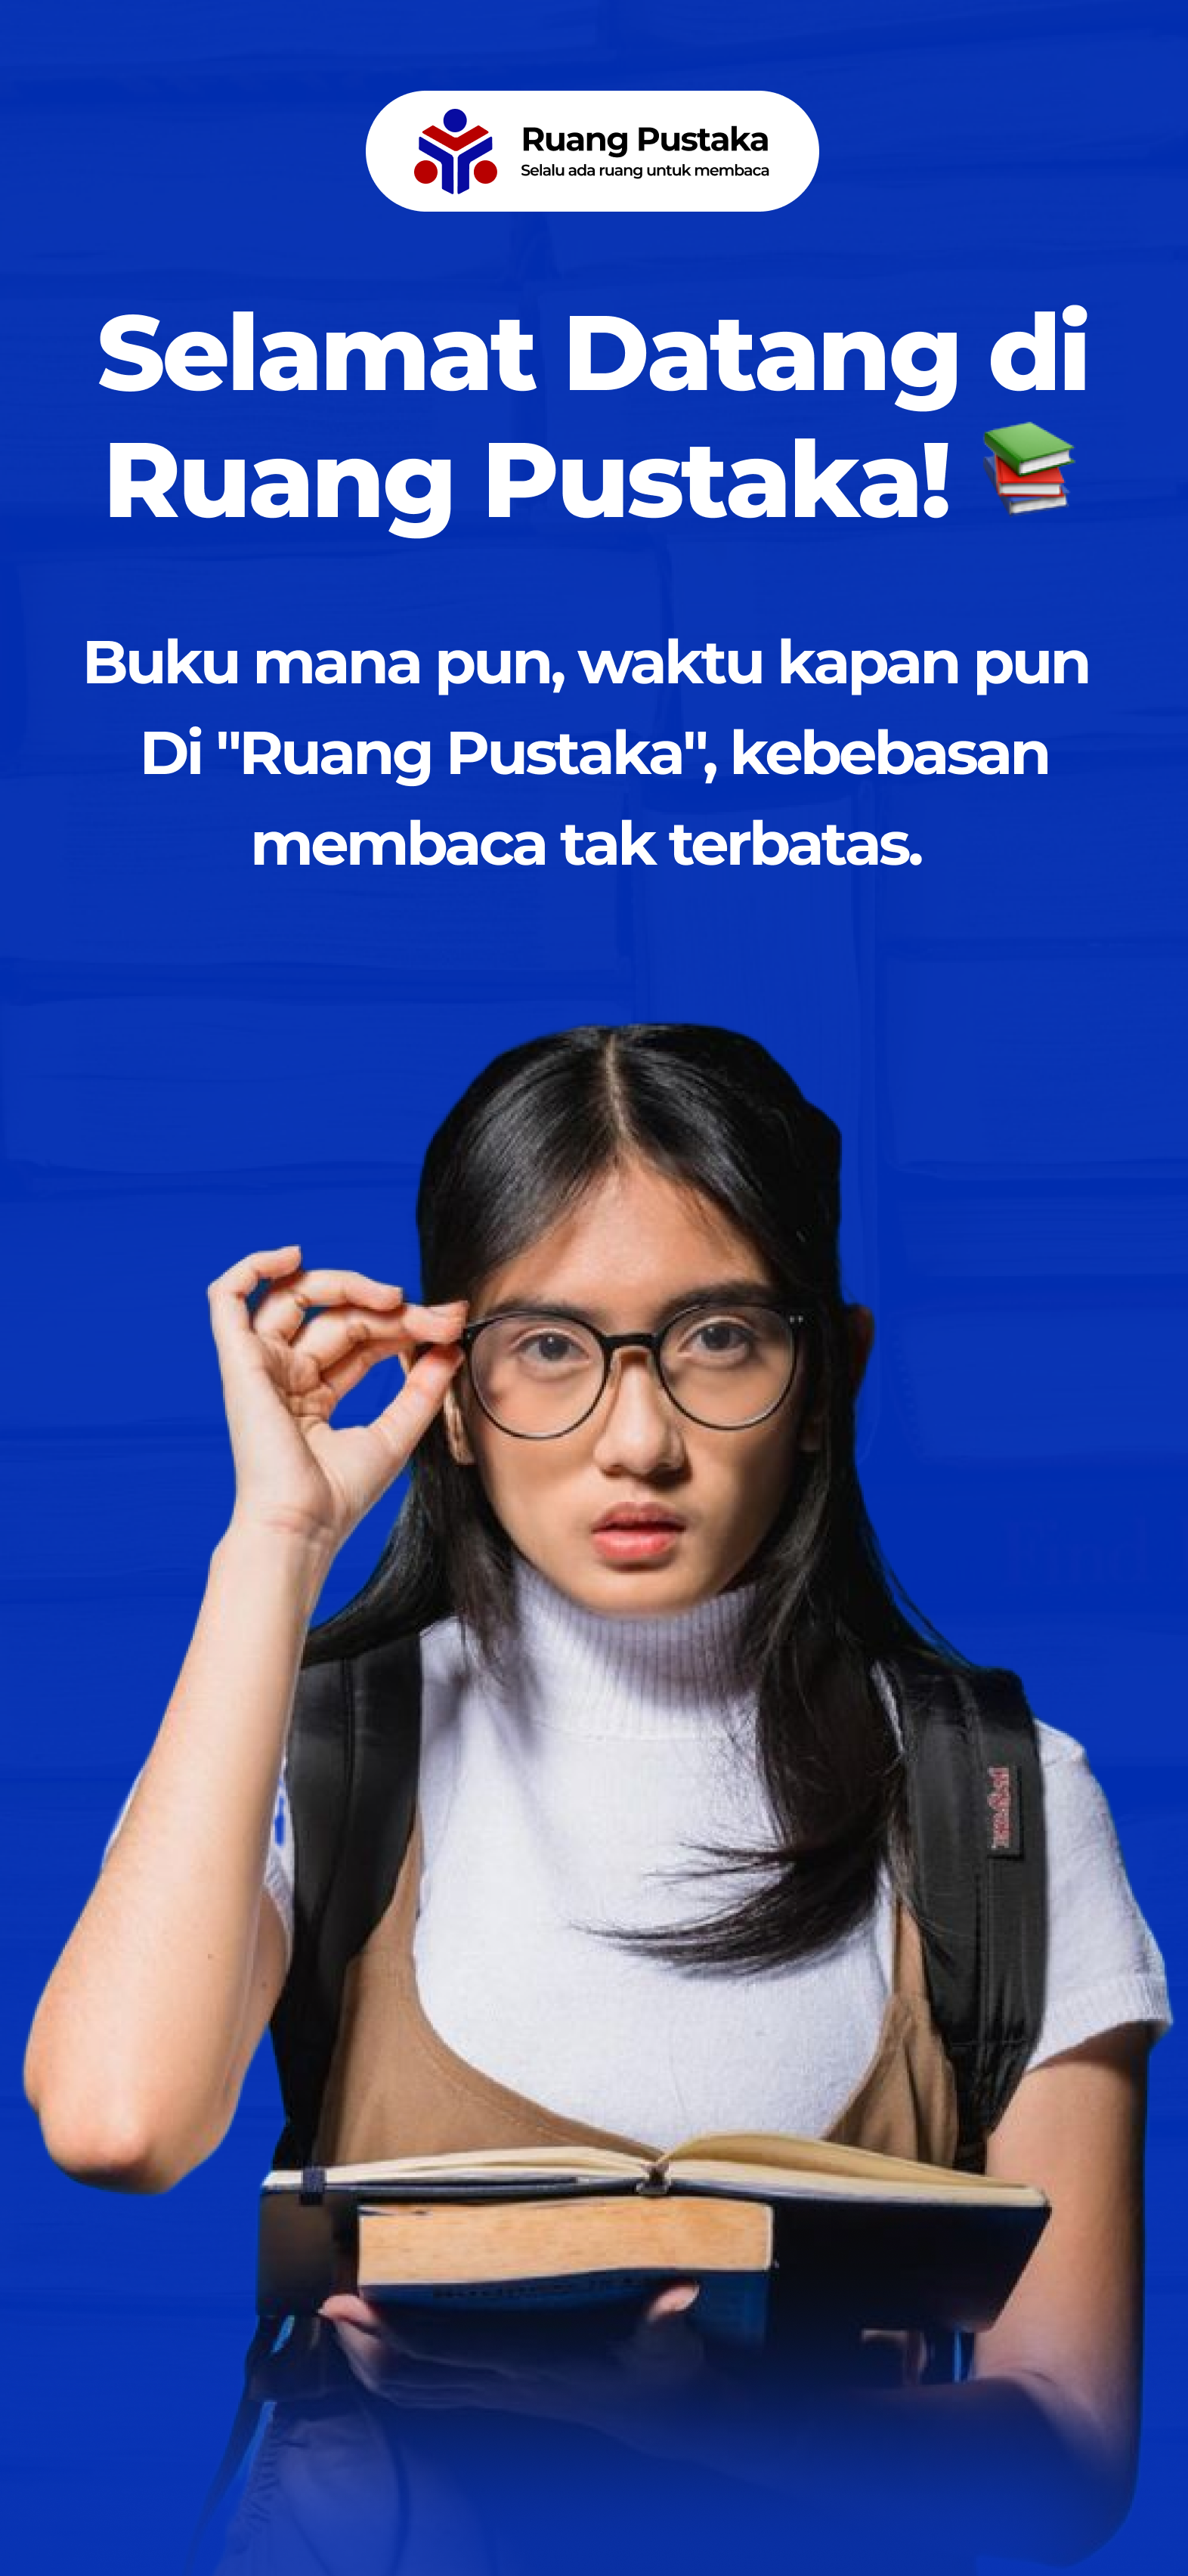 Ruang Pustaka
Selalu ada ruang untuk membaca
Selamat Datang di
Ruang Pustaka! 📚
Buku mana pun, waktu kapan pun
Di "Ruang Pustaka", kebebasan
membaca tak terbatas.